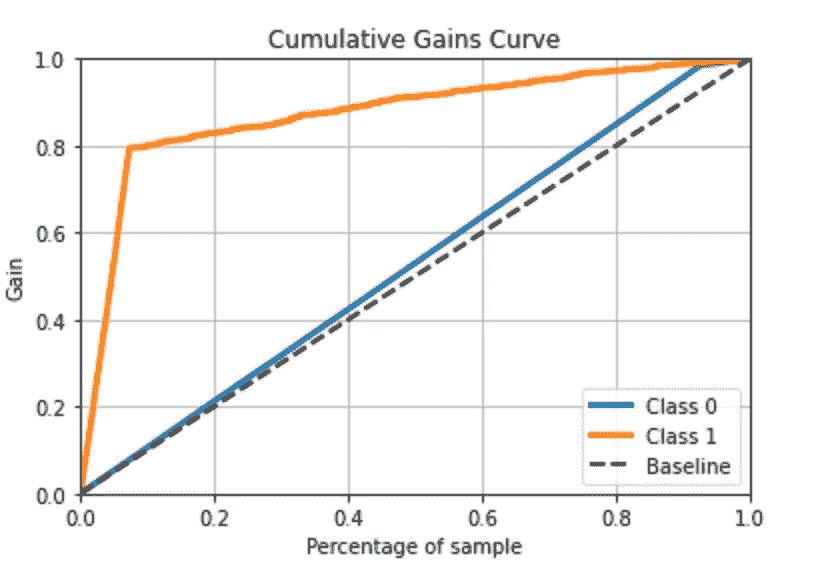 Cumulative Gains Curve
1.0
0.8
0.6
0.4
0.2
0.0
Gain
Class 0
Class 1
Baseline
0.0 0.2 0.4 0.6 0.8 1.0
Percentage of sample